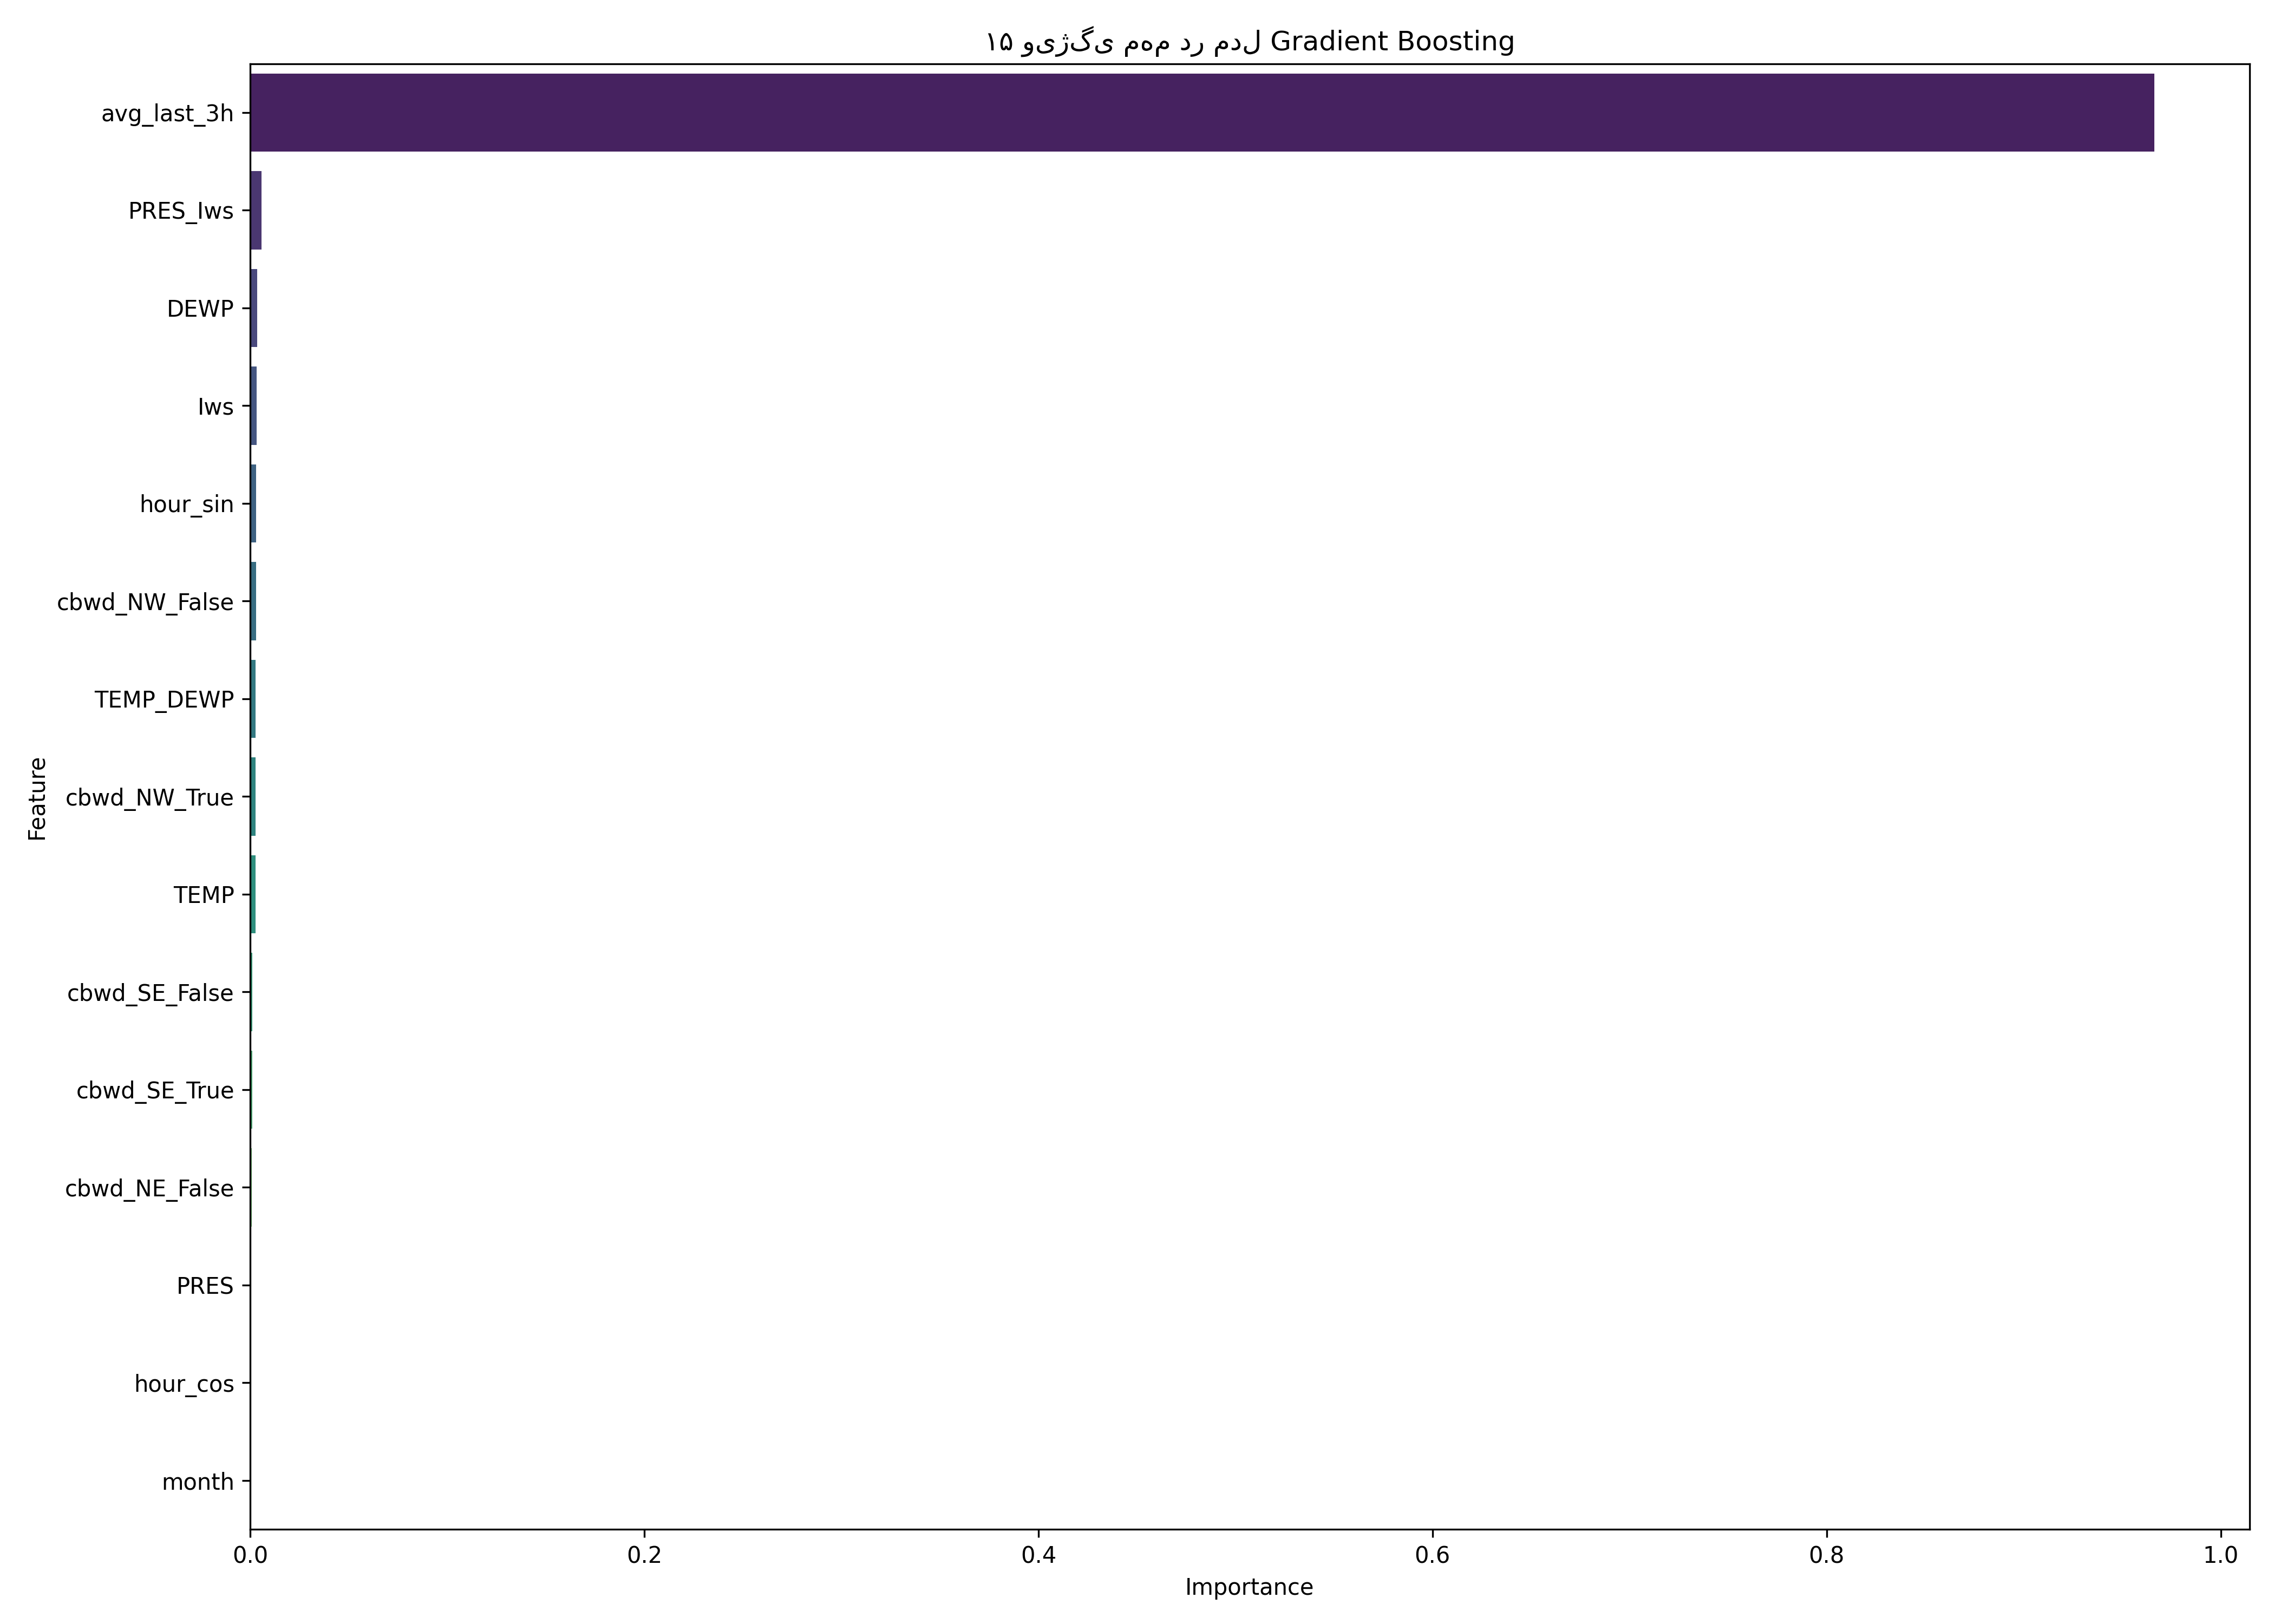 ۱۵ ویژگی مهم در مدل Gradient Boosting
avg_last_3h
PRES_Iws
DEWP
Iws
hour_sin
cbwd_NW_False
TEMP_DEWP
cbwd_NW_True
TEMP
cbwd_SE_False
cbwd_SE_True
cbwd_NE_False
PRES
hour_cos
month
Feature
0.0 0.2 0.4 0.6 0.8 1.0
Importance